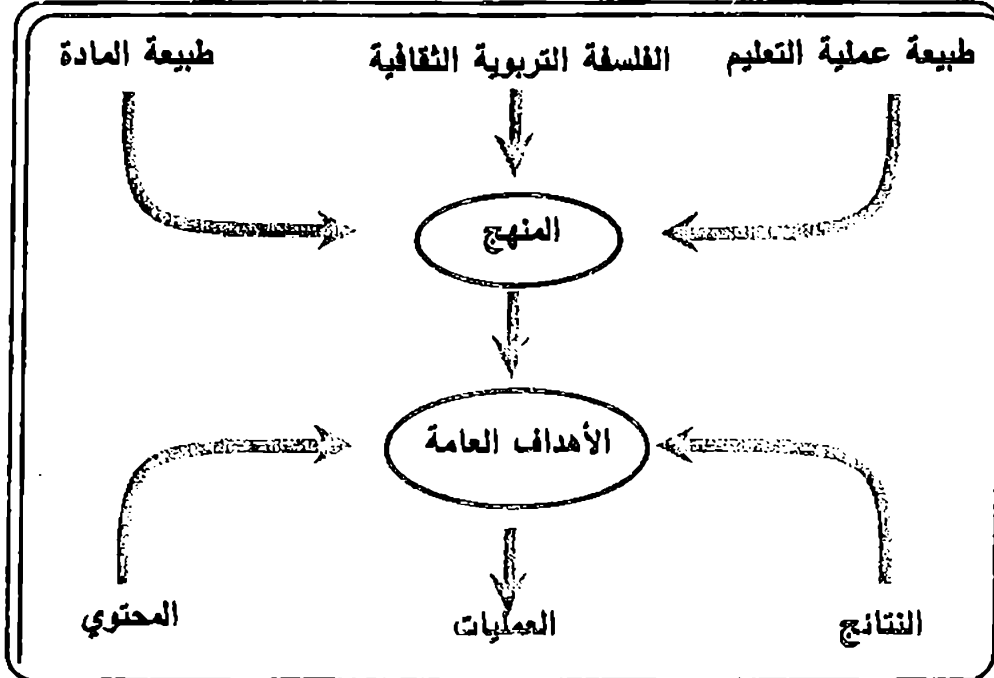 طبيعة عملية التعليم الفلسفة التربوية الثقافية طبيعة المادة
المنهج
الأهداف العامة
النتائج العمليات المحتوي